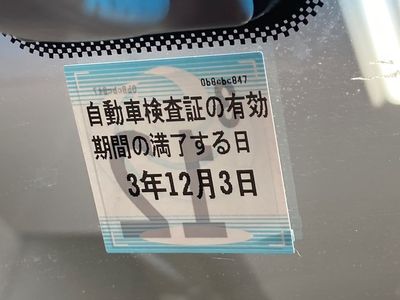 0b8cbc847
自動車検査証の有効
期間の満了する日
3年12月3日